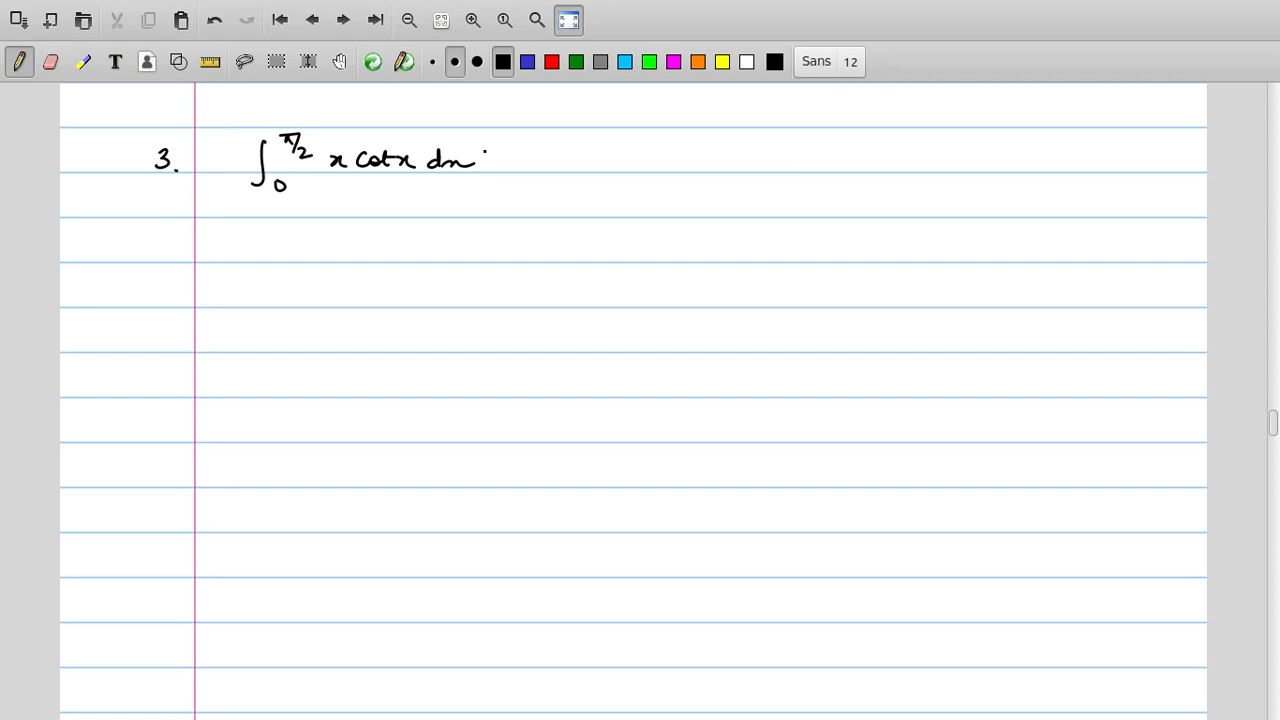 Sans 12
3. ∫₀^{π/2} x cot x dx